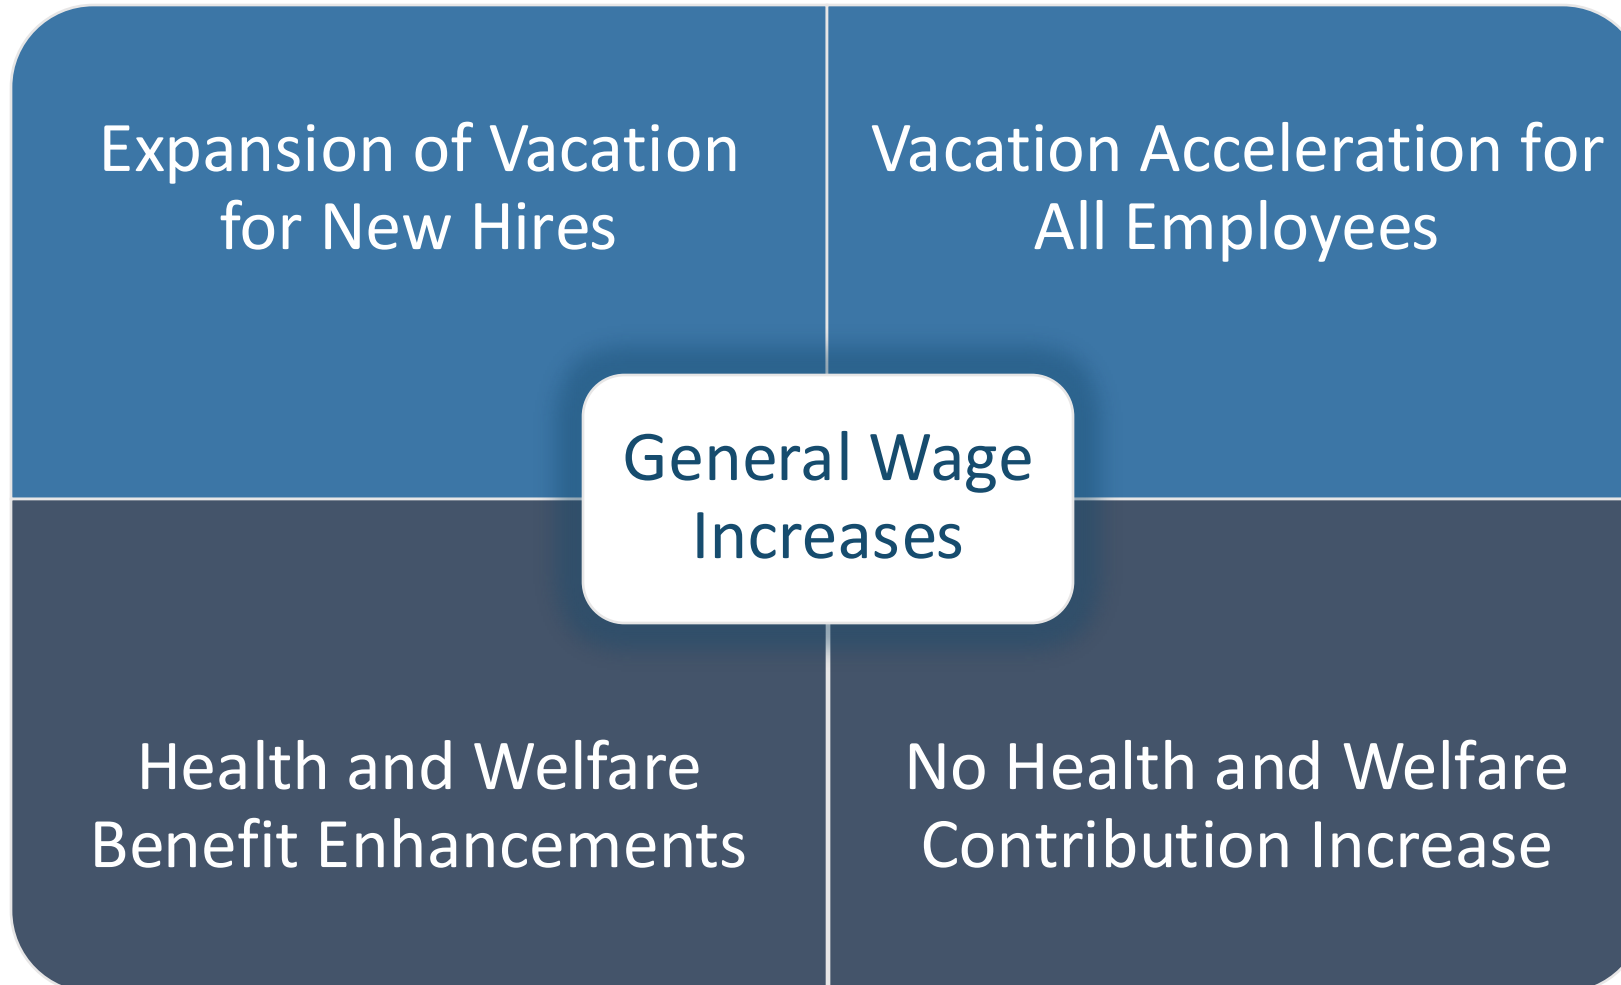 Expansion of Vacation
for New Hires
Vacation Acceleration for
All Employees
General Wage
Increases
Health and Welfare
Benefit Enhancements
No Health and Welfare
Contribution Increase